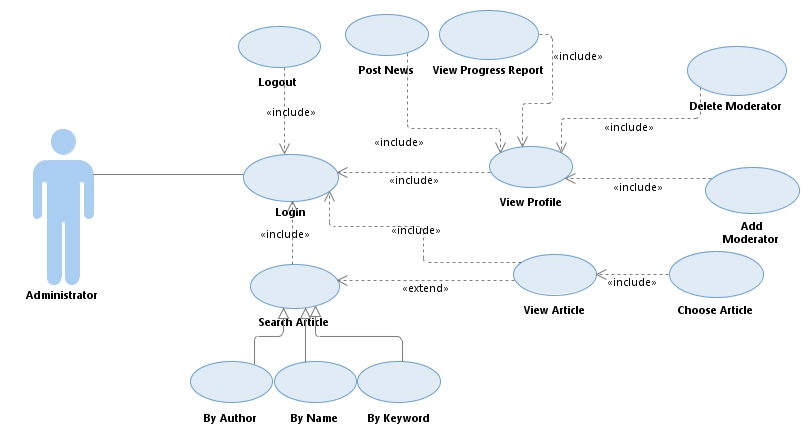 Logout
Post News
View Progress Report
«include»
Delete Moderator
«include»
«include»
«include»
«include»
«include»
View Profile
Login
Add
Moderator
«include»
«include»
Administrator
«extend»
«include»
View Article
Choose Article
Search Article
By Author
By Name
By Keyword